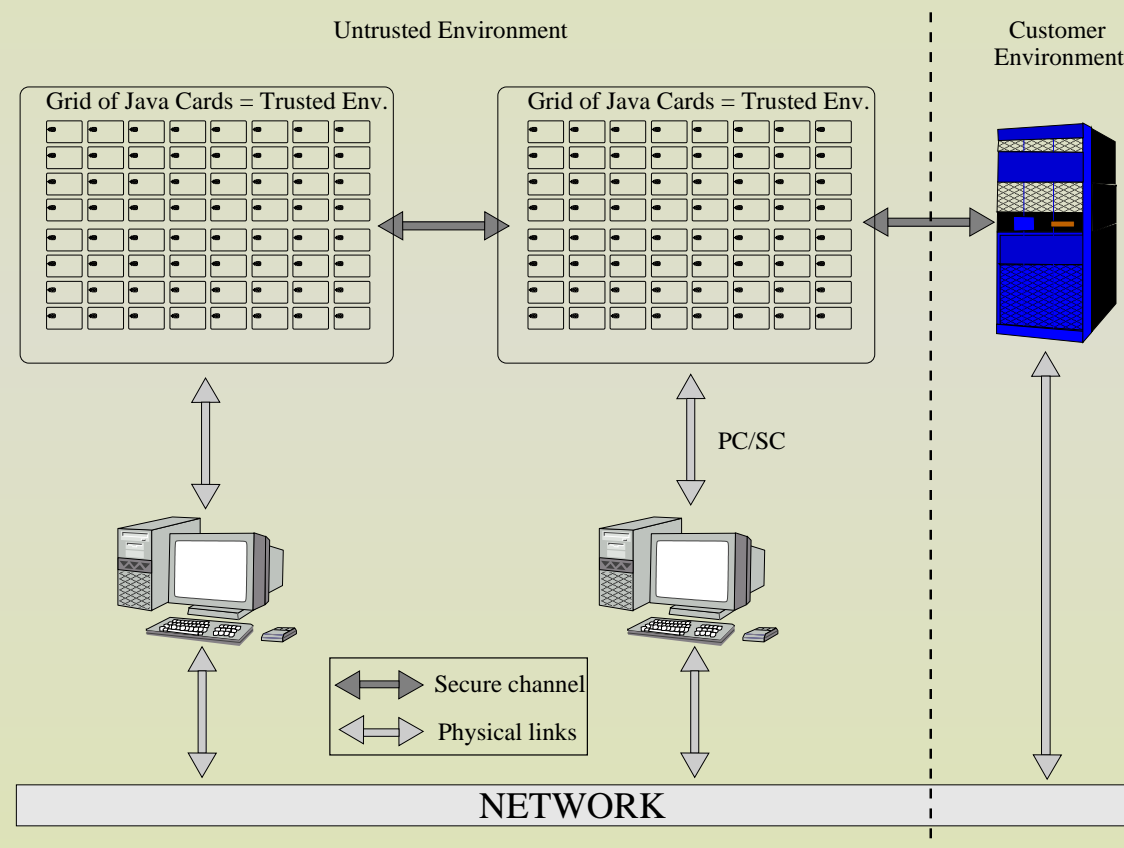 Untrusted Environment
Customer
Environment
Grid of Java Cards = Trusted Env.
Grid of Java Cards = Trusted Env.
PC/SC
Secure channel
Physical links
NETWORK